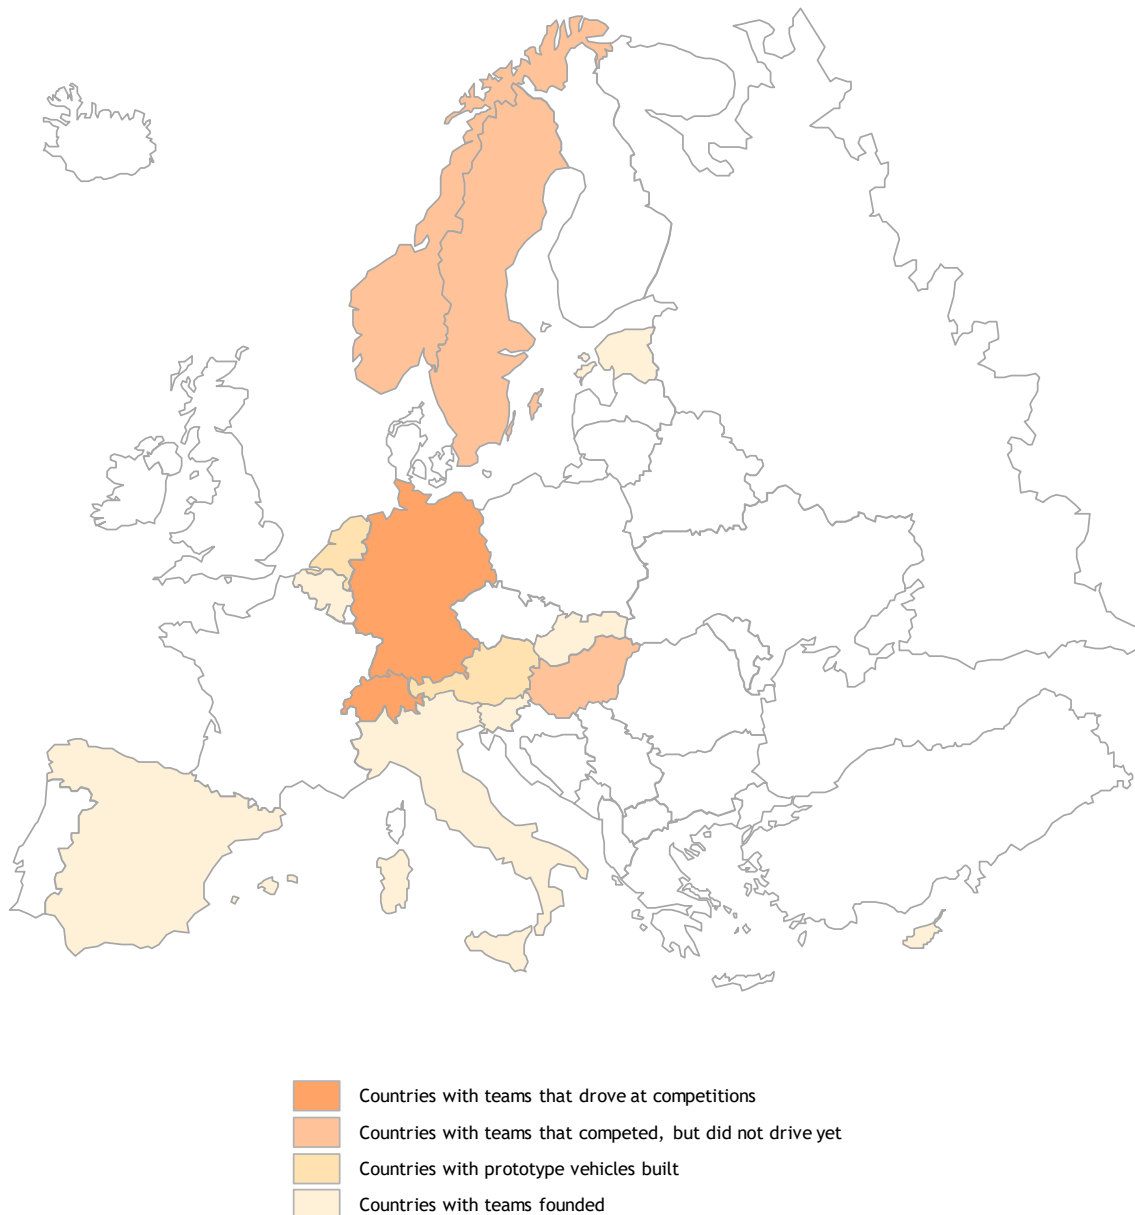 Countries with teams that drove at competitions
Countries with teams that competed, but did not drive yet
Countries with prototype vehicles built
Countries with teams founded